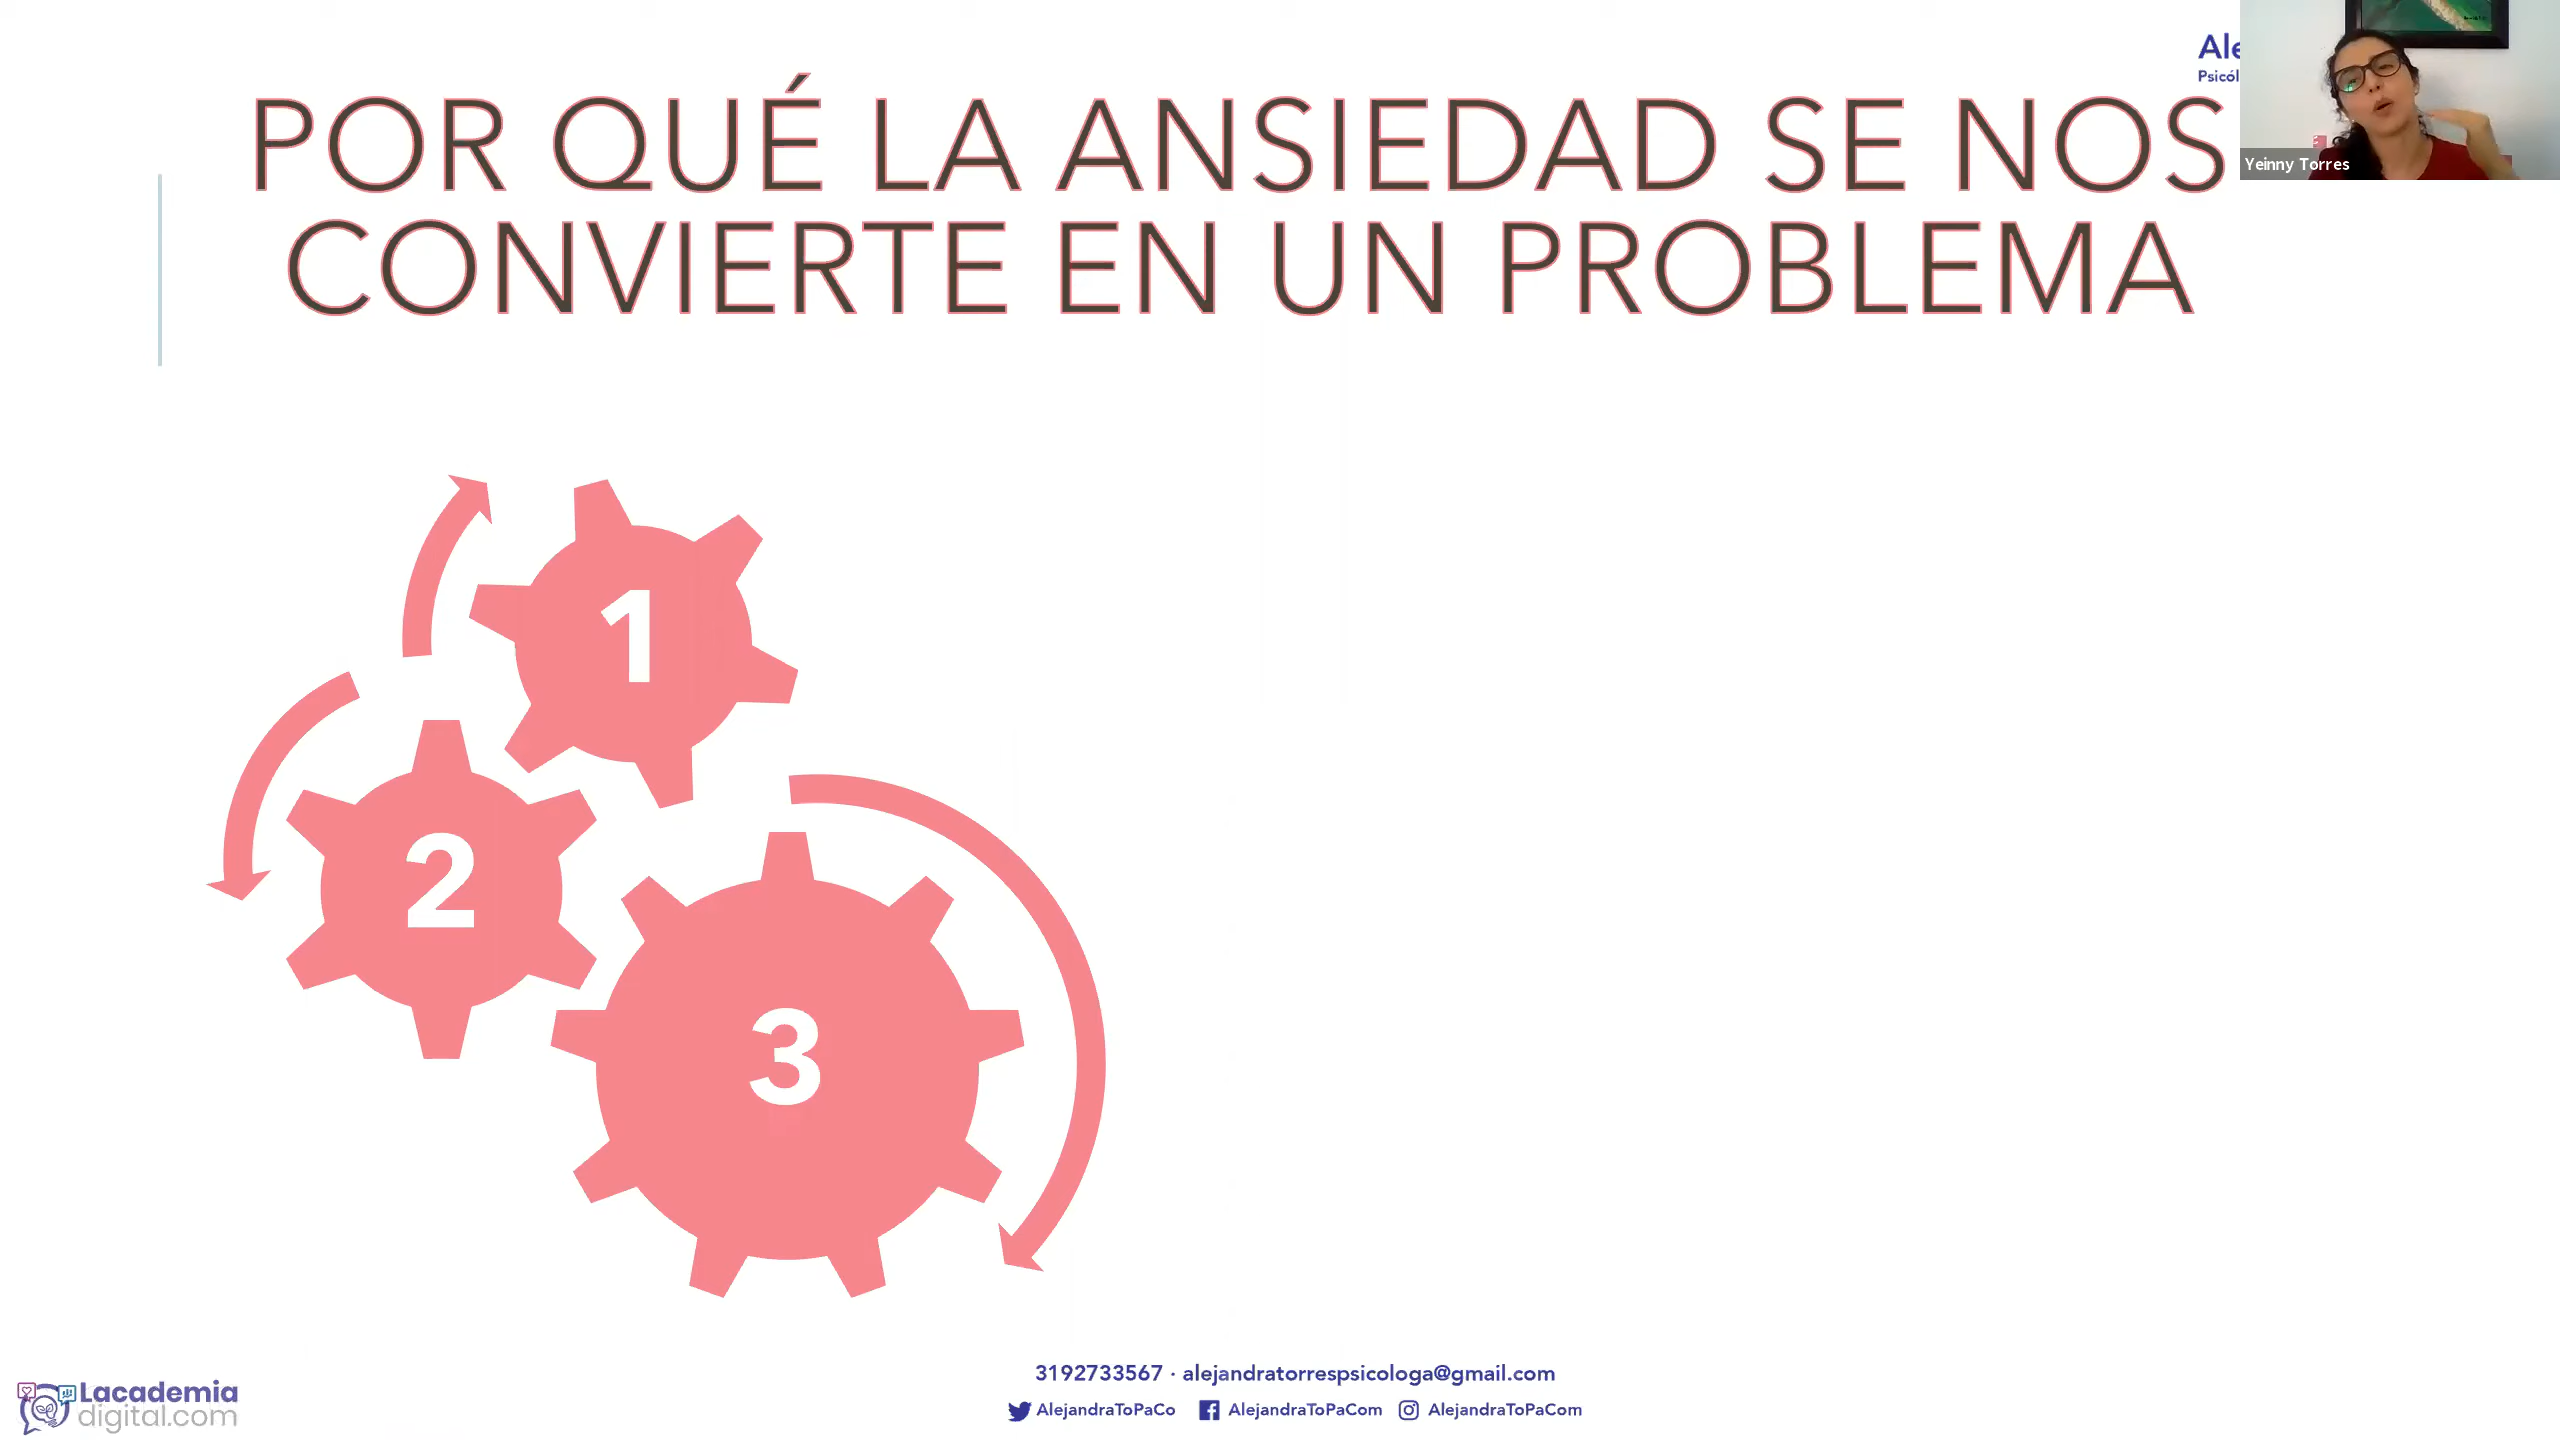 POR QUÉ LA ANSIEDAD SE NOS
CONVIERTE EN UN PROBLEMA
Yeinny Torres
1
2
3
3192733567 · alejandratorrespsicologa@gmail.com
AlejandraToPaCo AlejandraToPaCom AlejandraToPaCom
Lacademia
digital.com